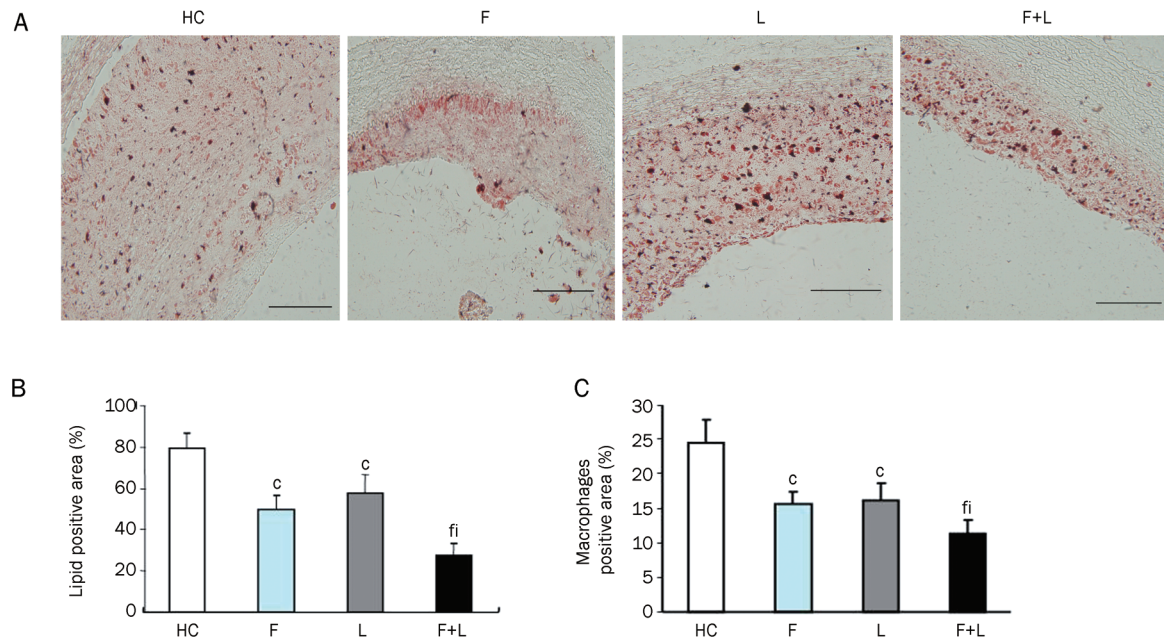 A
HC F L F+L
B
Lipid positive area (%)
100
80
60
40
20
0
c
c
fi
HC F L F+L
C
Macrophages
positive area (%)
30
25
20
15
10
5
0
c
c
fi
HC F L F+L